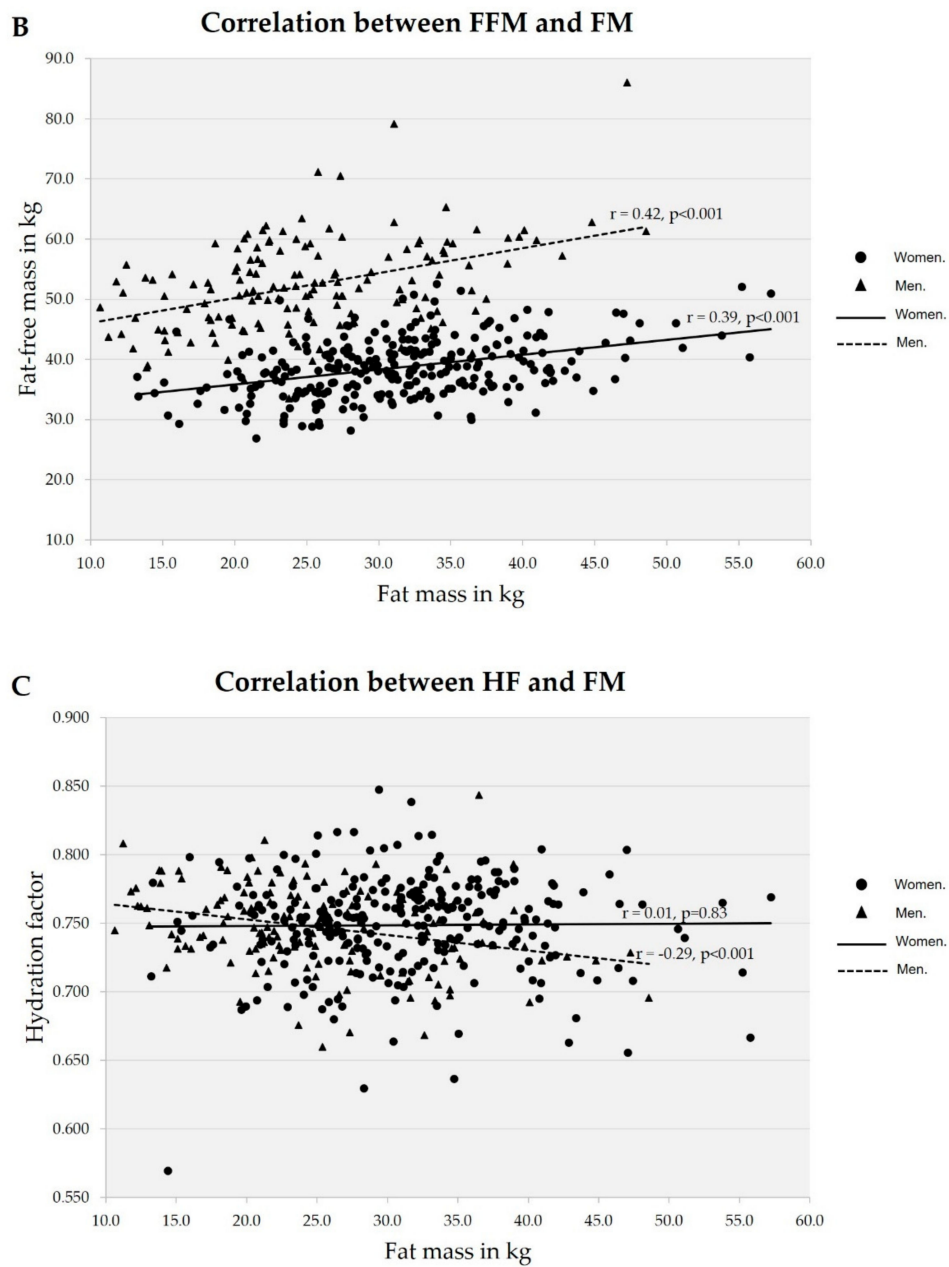 B
Correlation between FFM and FM
90.0
80.0
70.0
60.0
50.0
40.0
30.0
20.0
10.0
Fat-free mass in kg
r = 0.42, p<0.001
r = 0.39, p<0.001
10.0 15.0 20.0 25.0 30.0 35.0 40.0 45.0 50.0 55.0 60.0
Fat mass in kg
Women.
Men.
Women.
Men.
C
Correlation between HF and FM
0.900
0.850
0.800
0.750
0.700
0.650
0.600
0.550
Hydration factor
r = 0.01, p=0.83
r = -0.29, p<0.001
10.0 15.0 20.0 25.0 30.0 35.0 40.0 45.0 50.0 55.0 60.0
Fat mass in kg
Women.
Men.
Women.
Men.